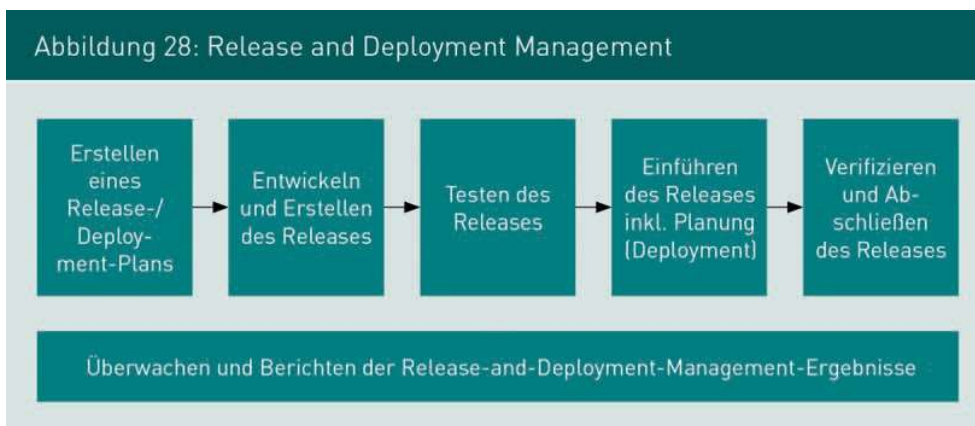 Abbildung 28: Release and Deployment Management
Erstellen
eines
Release-/
Deploy-
ment-Plans
Entwickeln
und Erstellen
des Releases
Testen des
Releases
Einführen
des Releases
inkl. Planung
(Deployment)
Verifizieren
und Ab-
schließen
des Releases
Überwachen und Berichten der Release-and-Deployment-Management-Ergebnisse